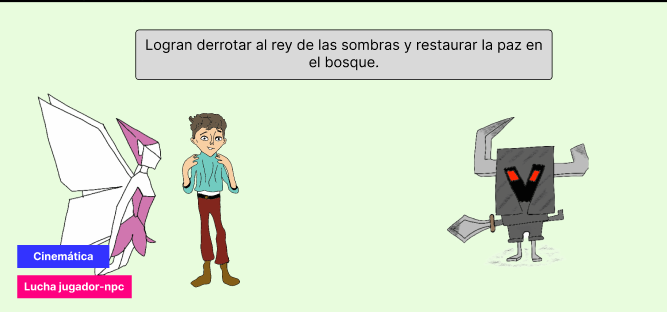 Logran derrotar al rey de las sombras y restaurar la paz en
el bosque.
Cinemática
Lucha jugador-npc